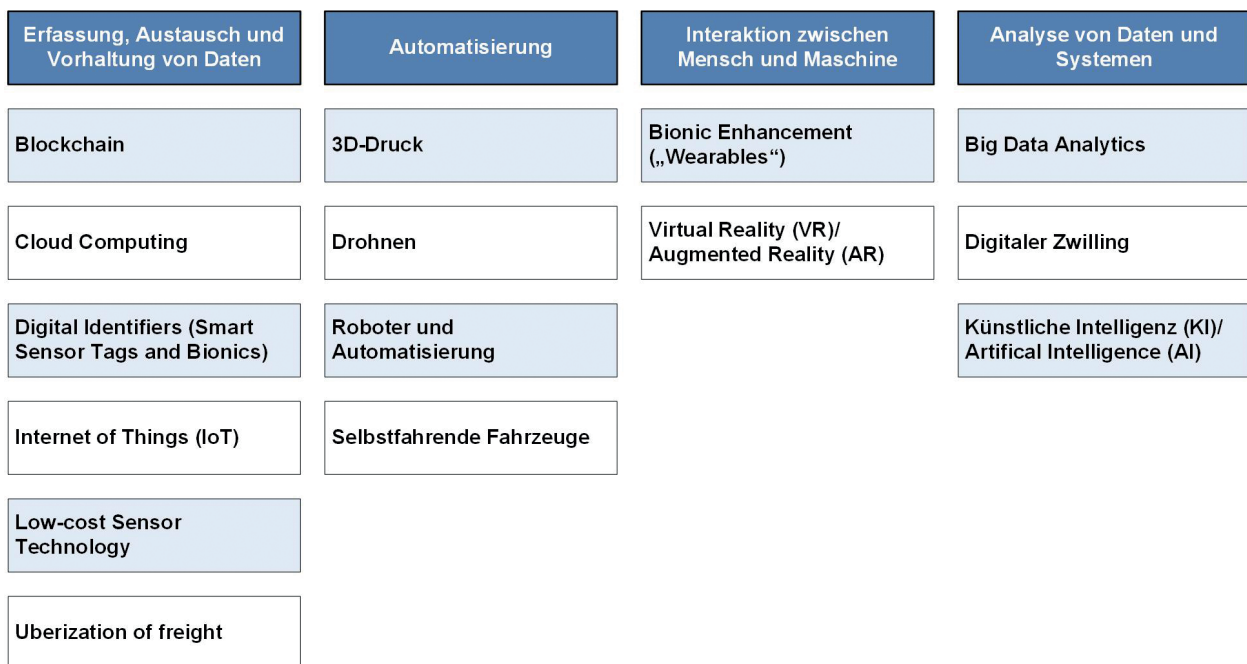 Erfassung, Austausch und
Vorhaltung von Daten
Blockchain
Cloud Computing
Digital Identifiers (Smart
Sensor Tags and Bionics)
Internet of Things (IoT)
Low-cost Sensor
Technology
Uberization of freight
Automatisierung
3D-Druck
Drohnen
Roboter und
Automatisierung
Selbstfahrende Fahrzeuge
Interaktion zwischen
Mensch und Maschine
Bionic Enhancement
(„Wearables“)
Virtual Reality (VR)/
Augmented Reality (AR)
Analyse von Daten und
Systemen
Big Data Analytics
Digitaler Zwilling
Künstliche Intelligenz (KI)/
Artifical Intelligence (AI)